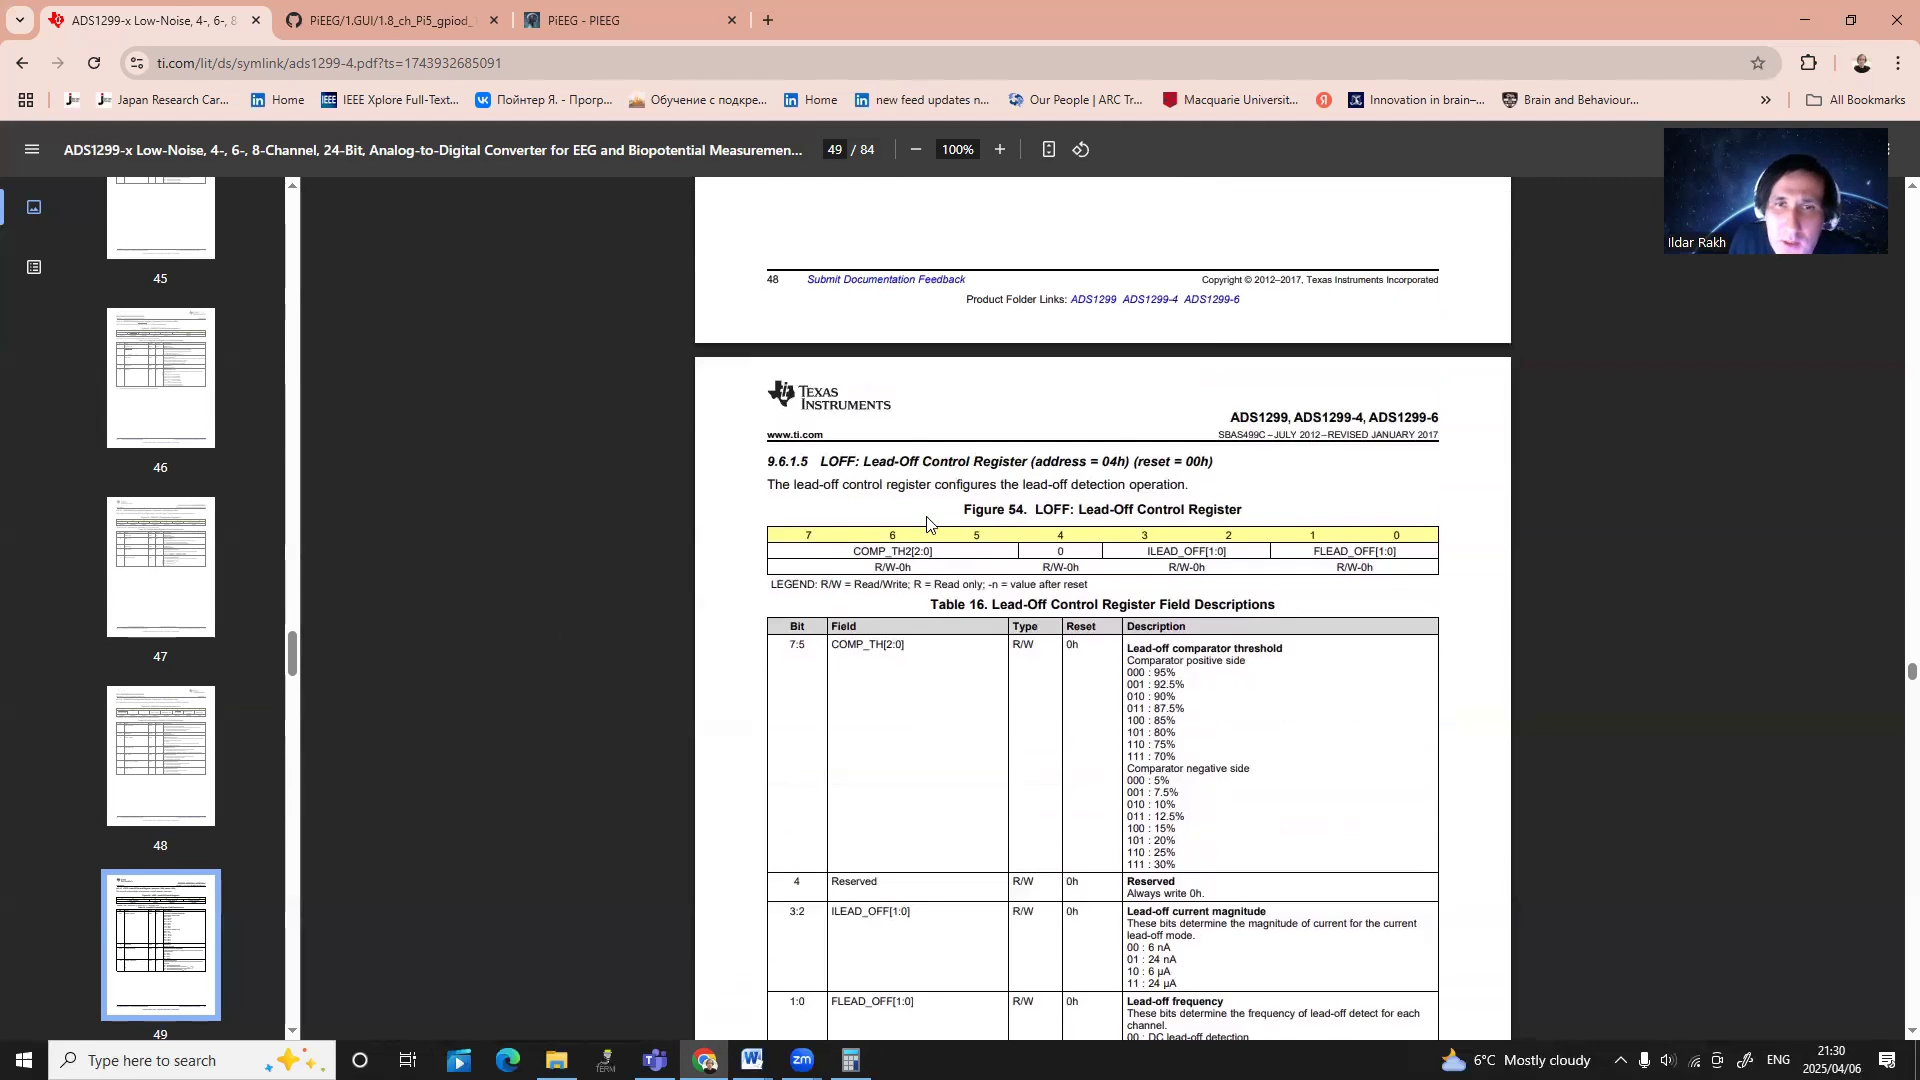 ADS1299-x Low-Noise, 4-, 6-, 8
PiEEG/1.GUI/1.8_ch_Pi5_gpiod_
PiEEG - PIEEG
ti.com/lit/ds/symlink/ads1299-4.pdf?ts=1743932685091
Japan Research Car...
Home
IEEE Xplore Full-Text...
Пойнтер Я. - Прогр...
Обучение с подкре...
Home
new feed updates n...
Our People | ARC Tr...
Macquarie Universit...
Innovation in brain–...
Brain and Behaviour...
All Bookmarks
ADS1299-x Low-Noise, 4-, 6-, 8-Channel, 24-Bit, Analog-to-Digital Converter for EEG and Biopotential Measuremen...
49 / 84
100%
Ildar Rakh
45
46
47
48
49
48 Submit Documentation Feedback
Copyright © 2012–2017, Texas Instruments Incorporated
Product Folder Links: ADS1299 ADS1299-4 ADS1299-6
TEXAS
INSTRUMENTS
ADS1299, ADS1299-4, ADS1299-6
www.ti.com
SBAS499C – JULY 2012 – REVISED JANUARY 2017
9.6.1.5 LOFF: Lead-Off Control Register (address = 04h) (reset = 00h)
The lead-off control register configures the lead-off detection operation.
Figure 54. LOFF: Lead-Off Control Register
7 6 5 4 3 2 1 0
COMP_TH2[2:0] 0 ILEAD_OFF[1:0] FLEAD_OFF[1:0]
R/W-0h R/W-0h R/W-0h R/W-0h
LEGEND: R/W = Read/Write; R = Read only; -n = value after reset
Table 16. Lead-Off Control Register Field Descriptions
Bit Field Type Reset Description
7:5 COMP_TH[2:0] R/W 0h Lead-off comparator threshold
Comparator positive side
000 : 95%
001 : 92.5%
010 : 90%
011 : 87.5%
100 : 85%
101 : 80%
110 : 75%
111 : 70%
Comparator negative side
000 : 5%
001 : 7.5%
010 : 10%
011 : 12.5%
100 : 15%
101 : 20%
110 : 25%
111 : 30%
4 Reserved R/W 0h Reserved
Always write 0h.
3:2 ILEAD_OFF[1:0] R/W 0h Lead-off current magnitude
These bits determine the magnitude of current for the current
lead-off mode.
00 : 6 nA
01 : 24 nA
10 : 6 µA
11 : 24 µA
1:0 FLEAD_OFF[1:0] R/W 0h Lead-off frequency
These bits determine the frequency of lead-off detect for each
channel.
00 : DC lead-off detection
Type here to search
6°C Mostly cloudy
ENG
21:30
2025/04/06